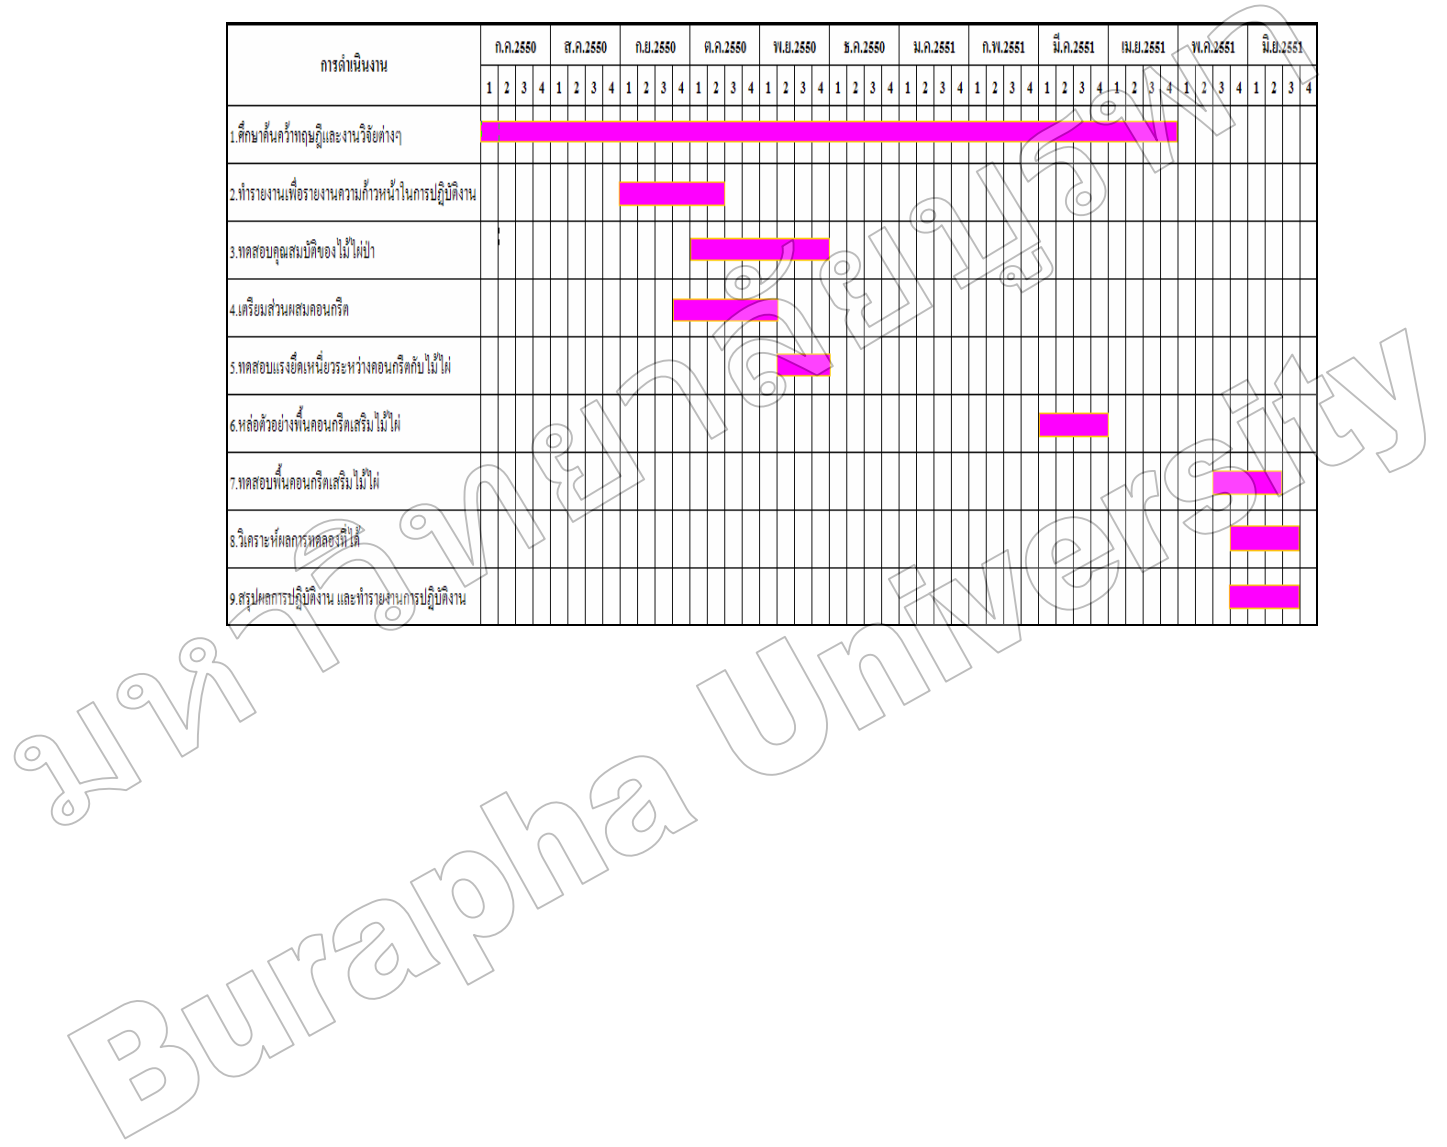 การดำเนินงาน
ก.ค.2550 ส.ค.2550 ก.ย.2550 ต.ค.2550 พ.ย.2550 ธ.ค.2550 ม.ค.2551 ก.พ.2551 มี.ค.2551 เม.ย.2551 พ.ค.2551 มิ.ย.2551
1 2 3 4 1 2 3 4 1 2 3 4 1 2 3 4 1 2 3 4 1 2 3 4 1 2 3 4 1 2 3 4 1 2 3 4 1 2 3 4 1 2 3 4 1 2 3 4
1.ศึกษาค้นคว้าทฤษฎีและงานวิจัยต่างๆ
2.ทำรายงานเพื่อรายงานความก้าวหน้าในการปฏิบัติงาน
3.ทดสอบคุณสมบัติของไม้ไผ่ป่า
4.เตรียมส่วนผสมคอนกรีต
5.ทดสอบแรงยึดเหนี่ยวระหว่างคอนกรีตกับไม้ไผ่
6.หล่อตัวอย่างพื้นคอนกรีตเสริมไม้ไผ่
7.ทดสอบพื้นคอนกรีตเสริมไม้ไผ่
8.วิเคราะห์ผลการทดลองที่ได้
9.สรุปผลการปฏิบัติงาน และทำรายงานการปฏิบัติงาน
มหาวิทยาลัยบูรพา
Burapha University